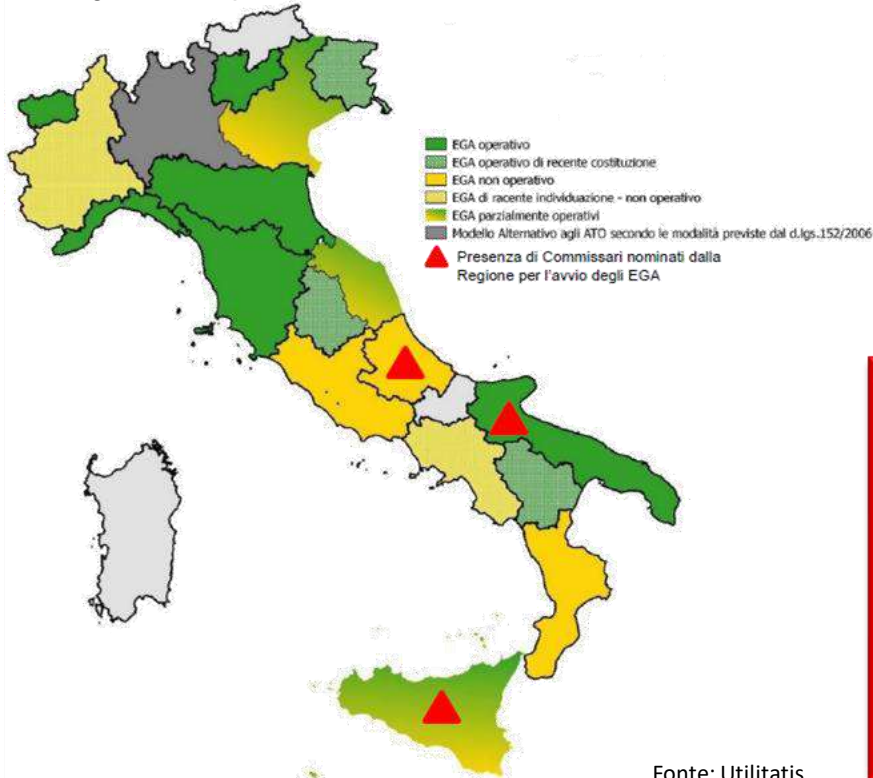 EGA operativo
EGA operativo di recente costituzione
EGA non operativo
EGA di racente individuazione - non operativo
EGA parzialmente operativi
Modello Alternativo agli ATO secondo le modalità previste dal d.lgs.152/2006
Presenza di Commissari nominati dalla
Regione per l'avvio degli EGA
Fonte: Utilitatis